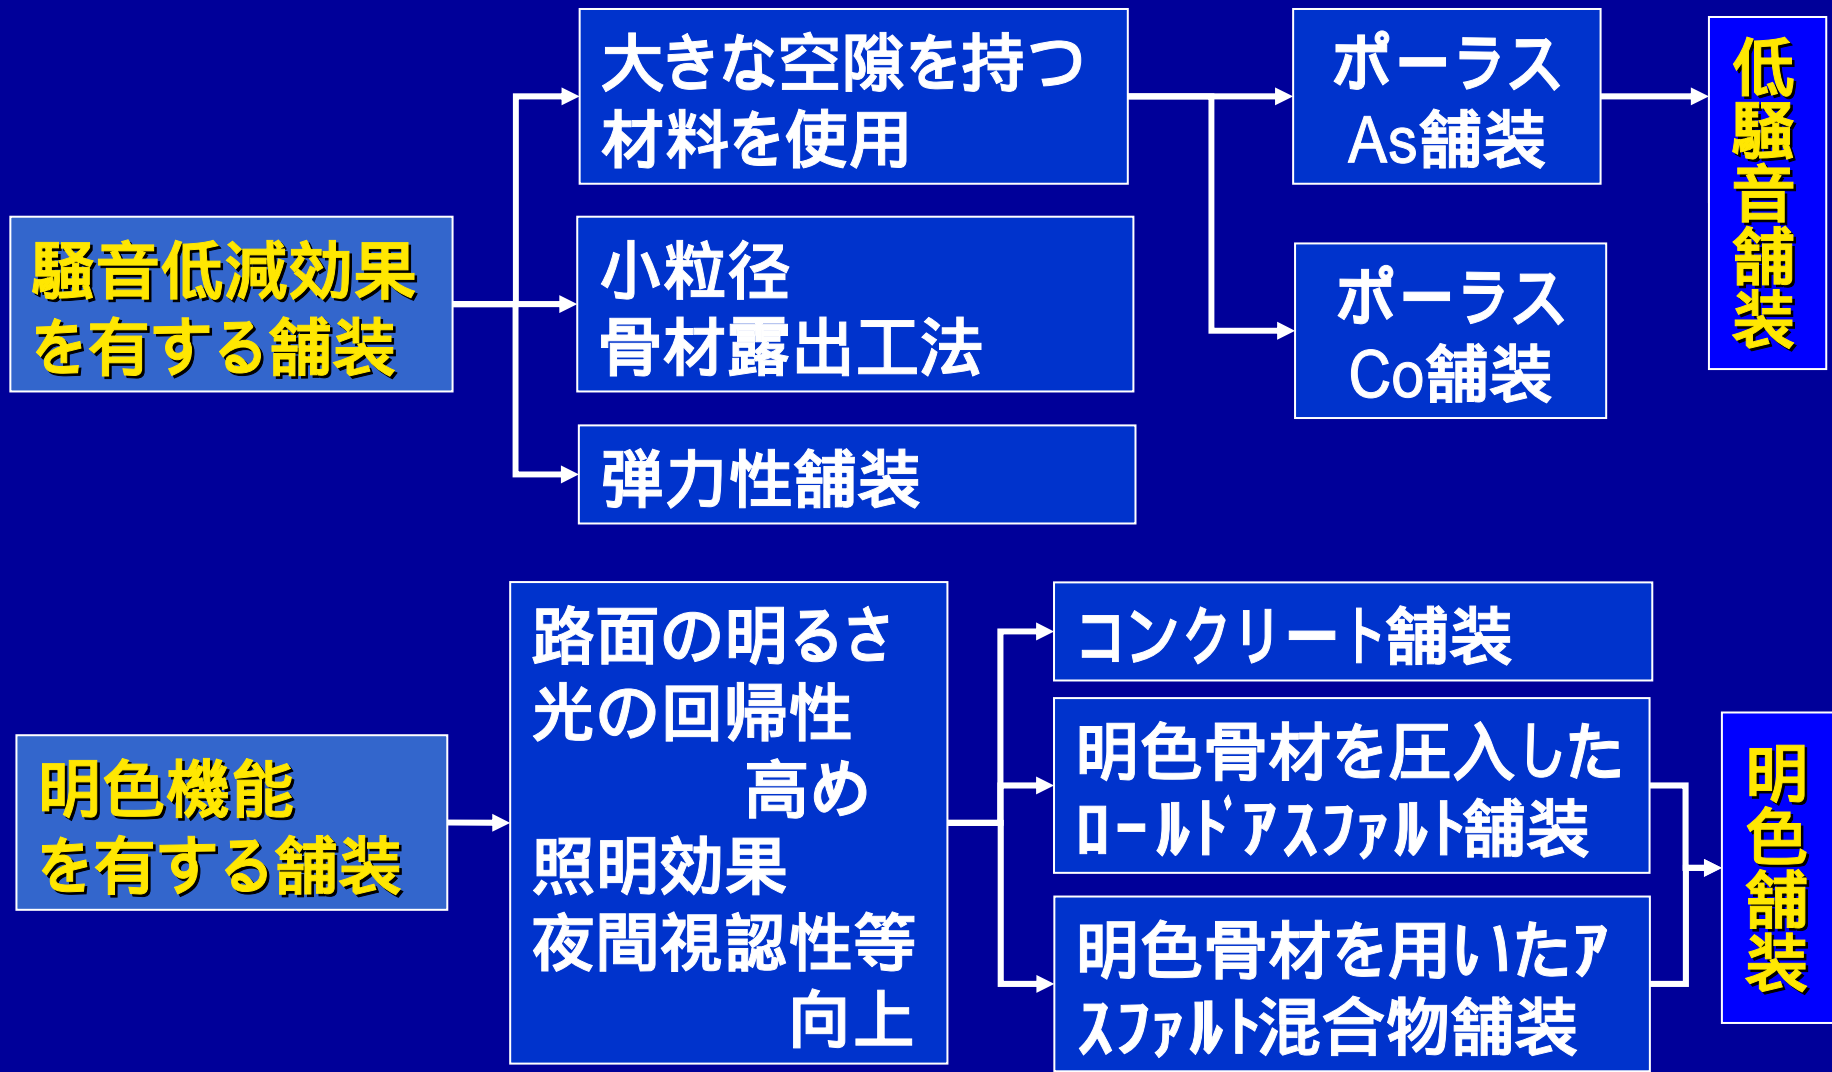 騒音低減効果
を有する舗装
大きな空隙を持つ
材料を使用
小粒径
骨材露出工法
弾力性舗装
ポーラス
As舗装
ポーラス
Co舗装
低騒音舗装
明色機能
を有する舗装
路面の明るさ
光の回帰性
高め
照明効果
夜間視認性等
向上
コンクリート舗装
明色骨材を圧入した
ﾛｰﾙﾄﾞｱｽﾌｧﾙﾄ舗装
明色骨材を用いたｱ
ｽﾌｧﾙﾄ混合物舗装
明色舗装